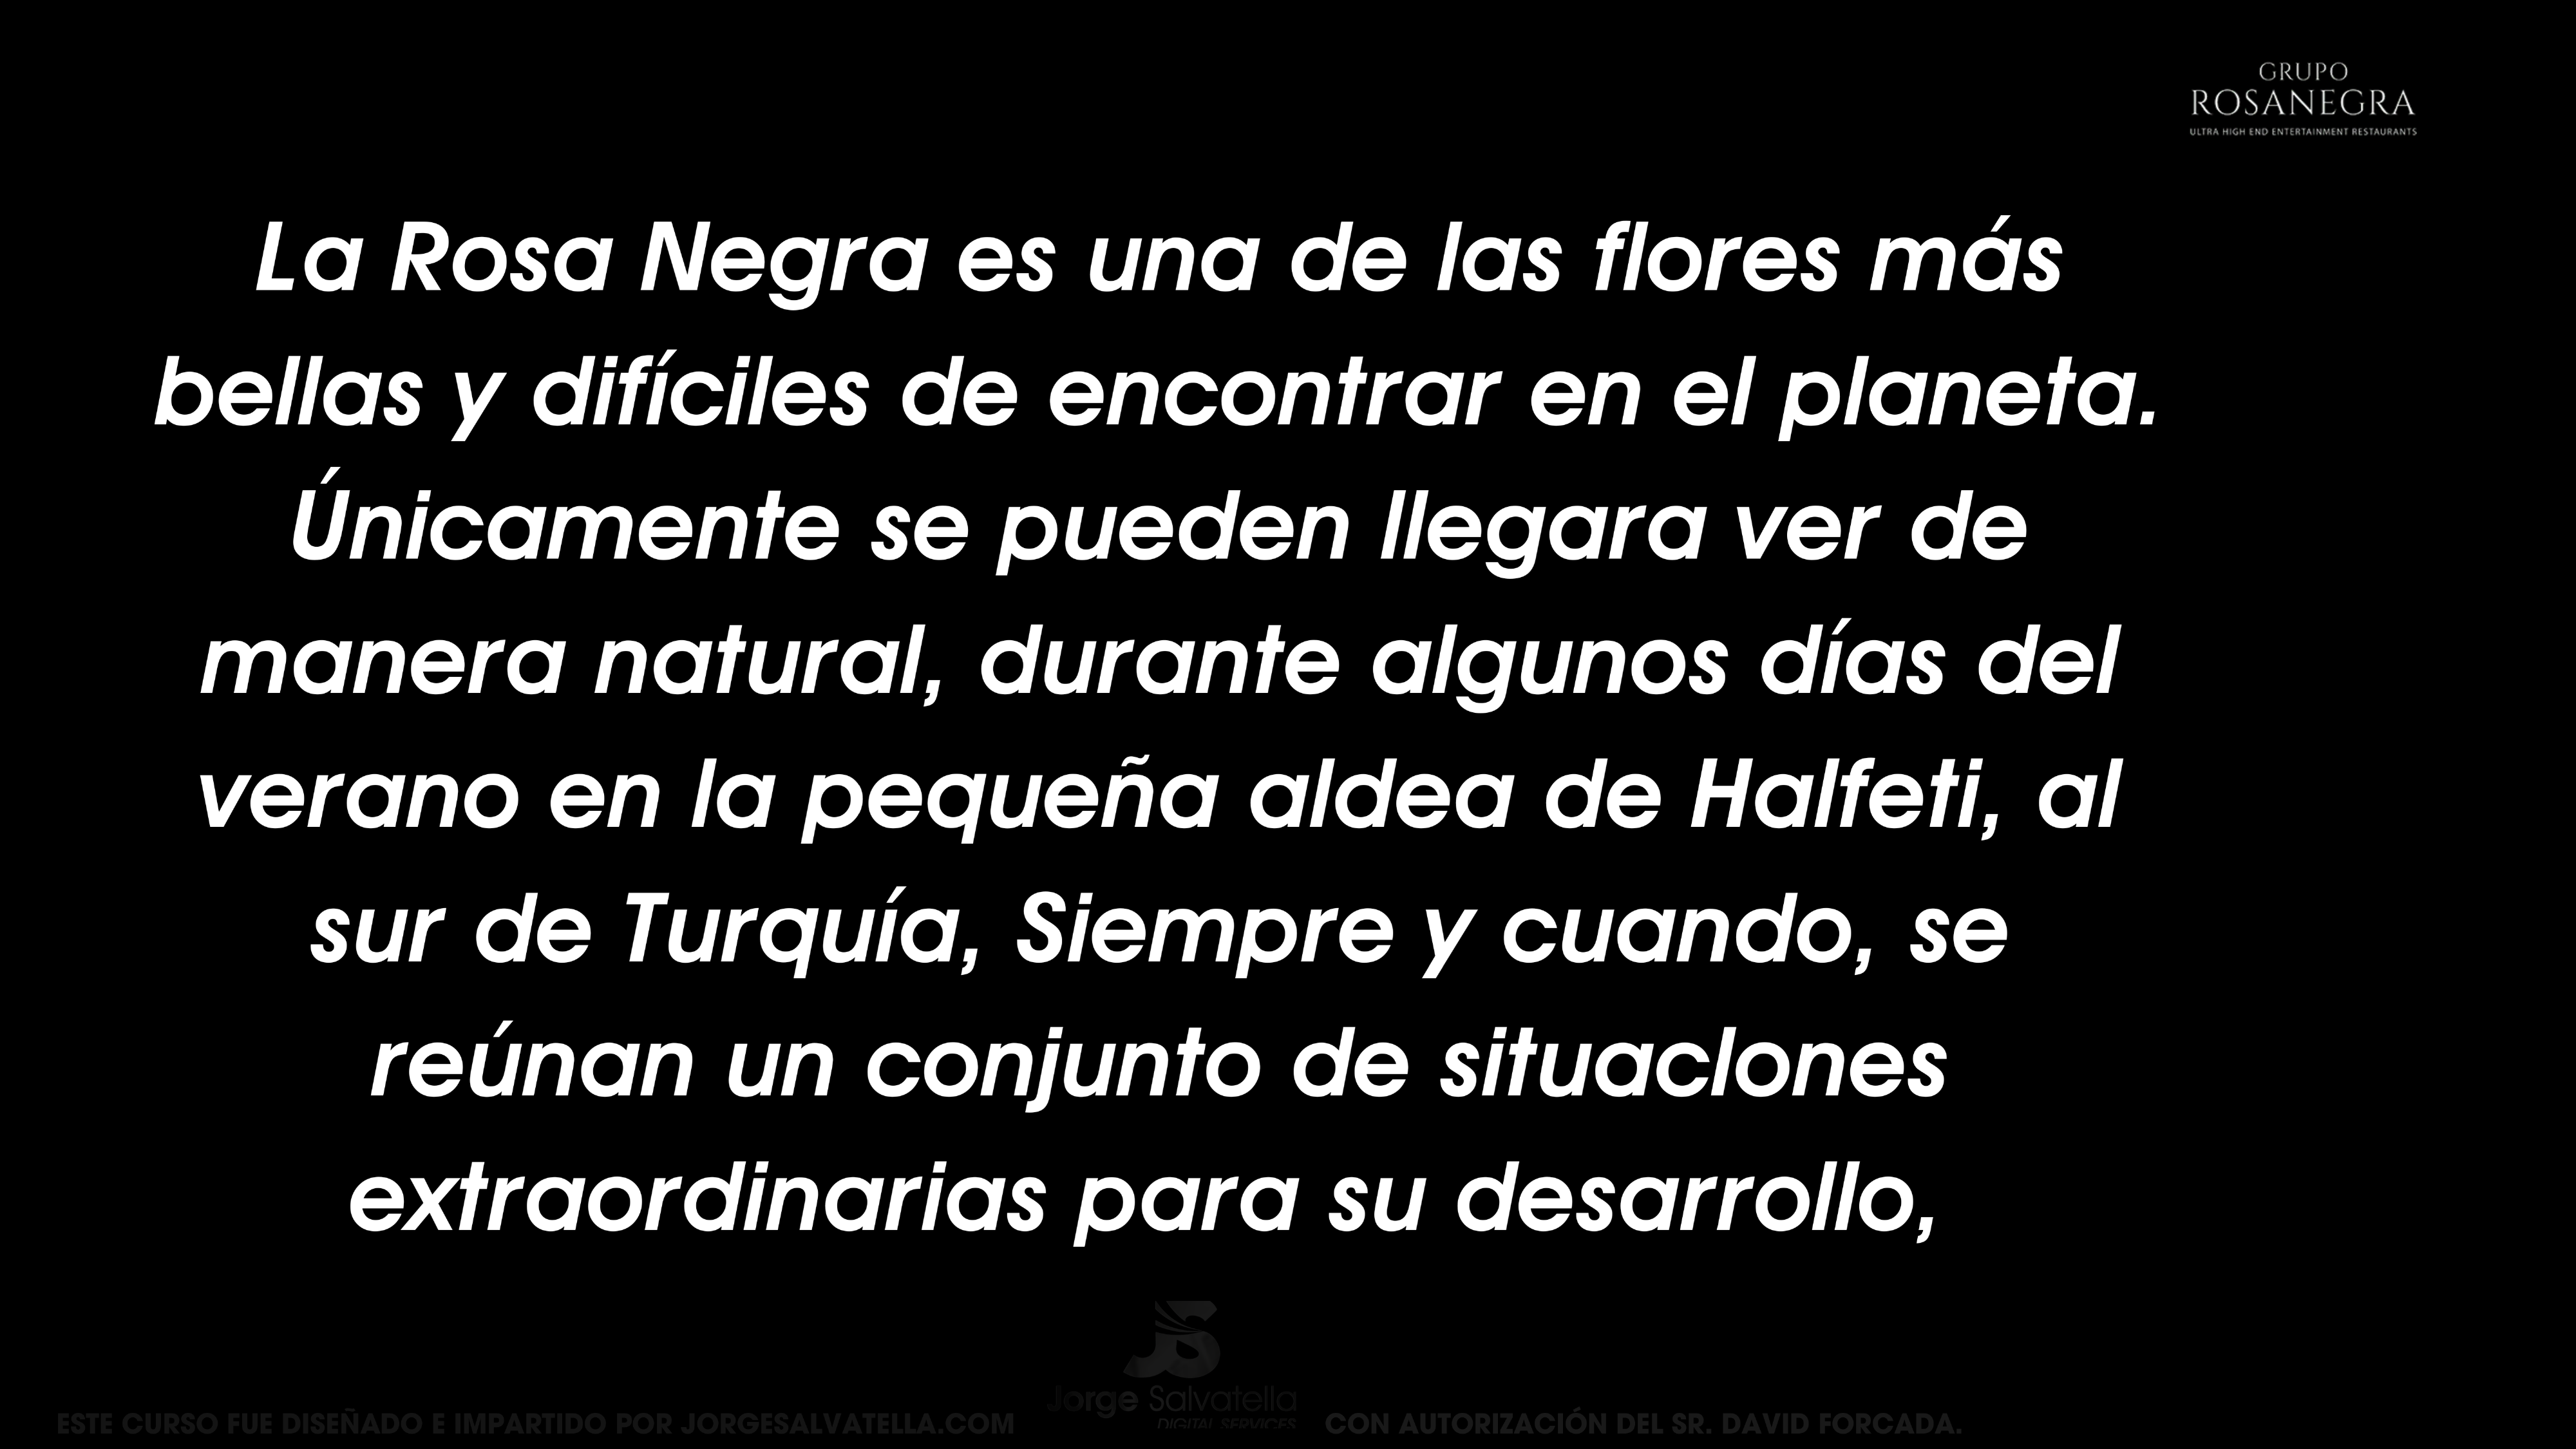 GRUPO
ROSANEGRA
ULTRA HIGH END ENTERTAINMENT RESTAURANTS
La Rosa Negra es una de las flores más
bellas y difíciles de encontrar en el planeta.
Únicamente se pueden llegara ver de
manera natural, durante algunos días del
verano en la pequeña aldea de Halfeti, al
sur de Turquía, Siempre y cuando, se
reúnan un conjunto de situaclones
extraordinarias para su desarrollo,
JS
Jorge Salvatella
DIGITAL SERVICES
ESTE CURSO FUE DISEÑADO E IMPARTIDO POR JORGESALVATELLA.COM CON AUTORIZACIÓN DEL SR. DAVID FORCADA.